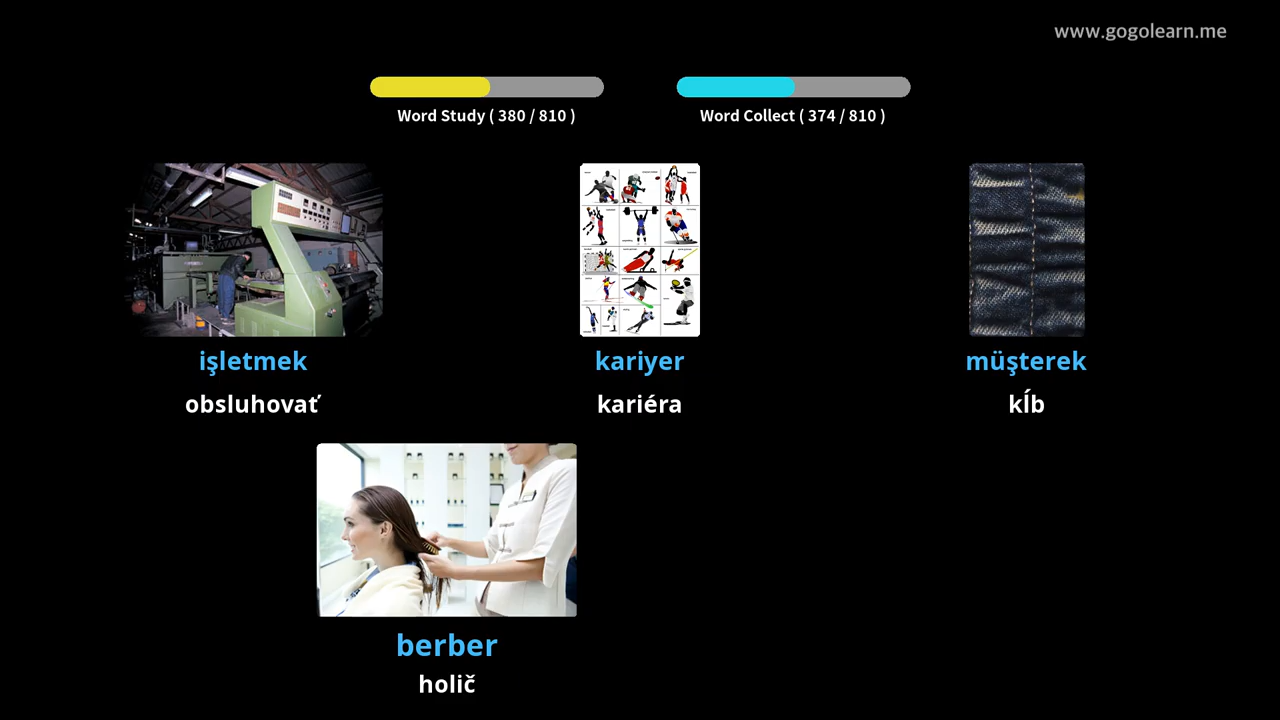 www.gogolearn.me
Word Study ( 380 / 810 )
Word Collect ( 374 / 810 )
işletmek
kariyer
müşterek
obsluhovať
kariéra
kĺb
berber
holič